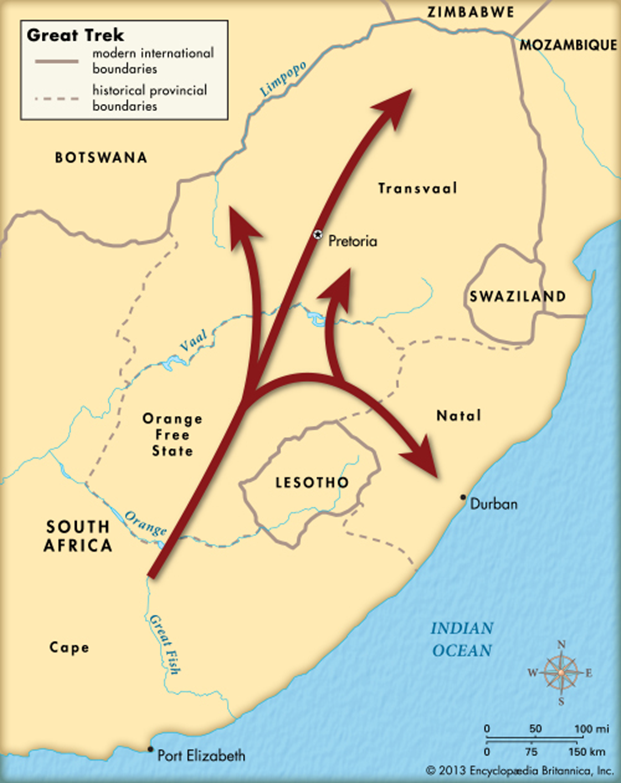 ZIMBABWE
Great Trek
modern international
boundaries
historical provincial
boundaries
MOZAMBIQUE
Limpopo
BOTSWANA
Transvaal
Pretoria
SWAZILAND
Vaal
Orange
Free
State
Natal
LESOTHO
Durban
Orange
SOUTH
AFRICA
Great Fish
Cape
INDIAN
OCEAN
N
W E
S
0 50 100 mi
0 75 150 km
Port Elizabeth
© 2013 Encyclopædia Britannica, Inc.